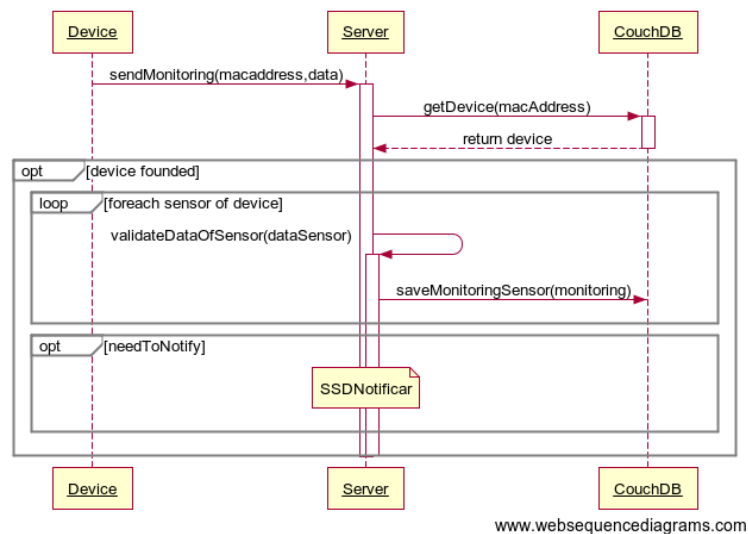 Device
Server
CouchDB
sendMonitoring(macaddress,data)
getDevice(macAddress)
return device
opt
[device founded]
loop
[foreach sensor of device]
validateDataOfSensor(dataSensor)
saveMonitoringSensor(monitoring)
opt
[needToNotify]
SSDNotificar
Device
Server
CouchDB
www.websequencediagrams.com